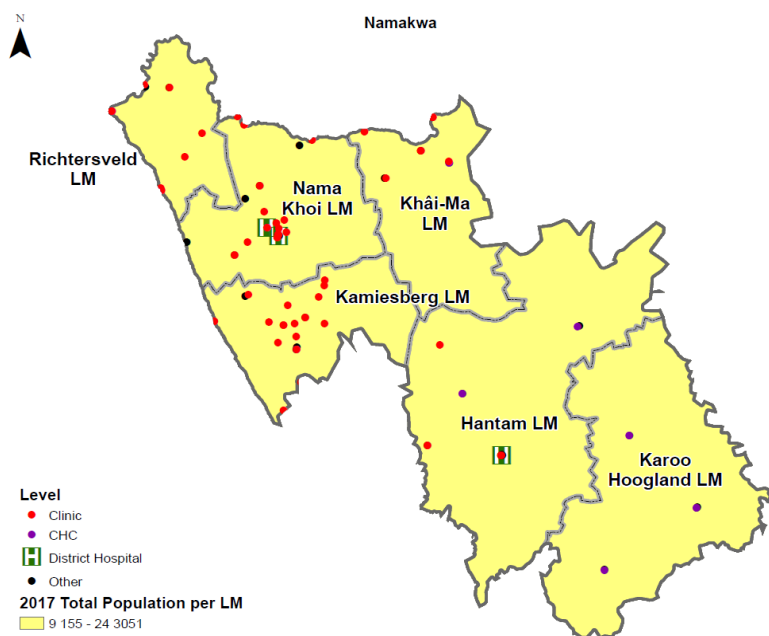 Namakwa
N
Richtersveld
LM
Nama
Khoi LM
Khâi-Ma
LM
Kamiesberg LM
Hantam LM
Karoo
Hoogland LM
Level
Clinic
CHC
H District Hospital
Other
2017 Total Population per LM
9 155 - 24 3051